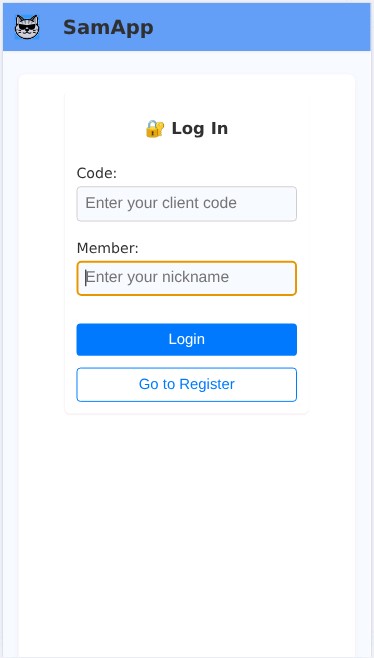 SamApp
🔐 Log In
Code:
Enter your client code
Member:
Enter your nickname
Login
Go to Register